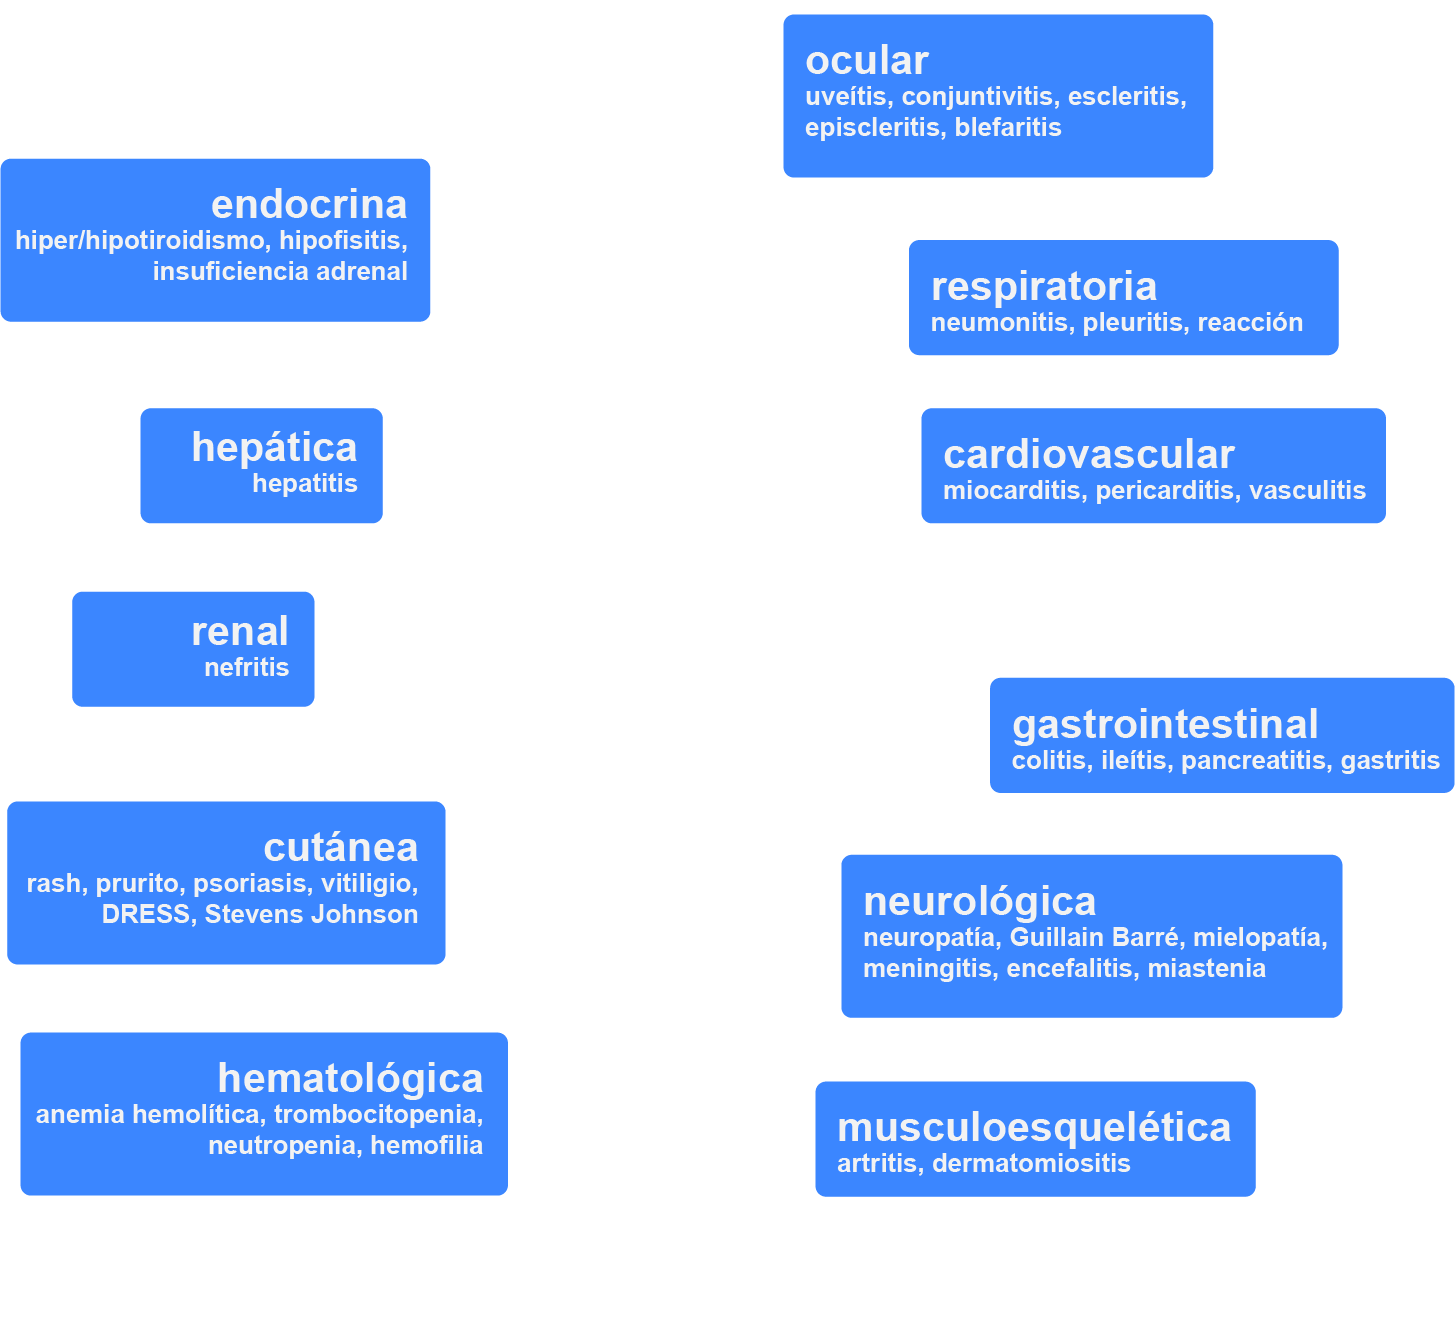 ocular
uveítis, conjuntivitis, escleritis,
episcleritis, blefaritis
endocrina
hiper/hipotiroidismo, hipofisitis,
insuficiencia adrenal
respiratoria
neumonitis, pleuritis, reacción
hepática
hepatitis
cardiovascular
miocarditis, pericarditis, vasculitis
renal
nefritis
gastrointestinal
colitis, ileítis, pancreatitis, gastritis
cutánea
rash, prurito, psoriasis, vitiligio,
DRESS, Stevens Johnson
neurológica
neuropatía, Guillain Barré, mielopatía,
meningitis, encefalitis, miastenia
hematológica
anemia hemolítica, trombocitopenia,
neutropenia, hemofilia
musculoesquelética
artritis, dermatomiositis